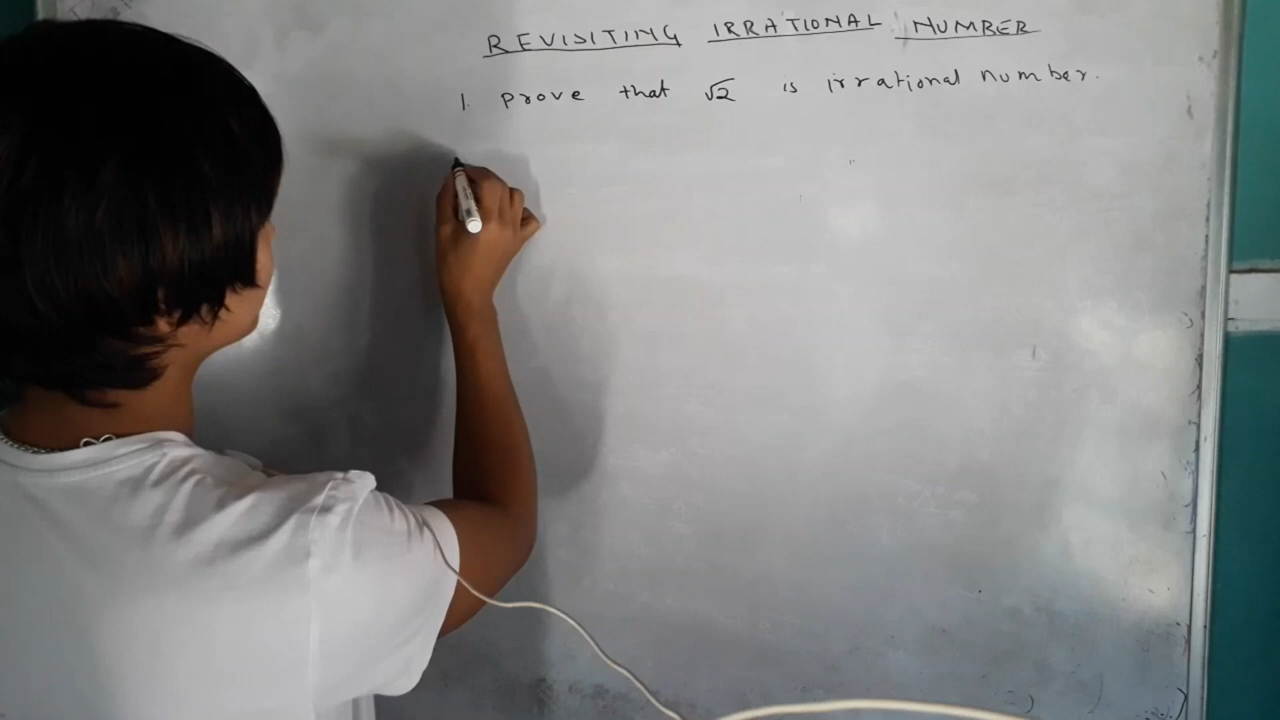 REVISITING IRRATIONAL NUMBER
1. Prove that √2 is irrational number.